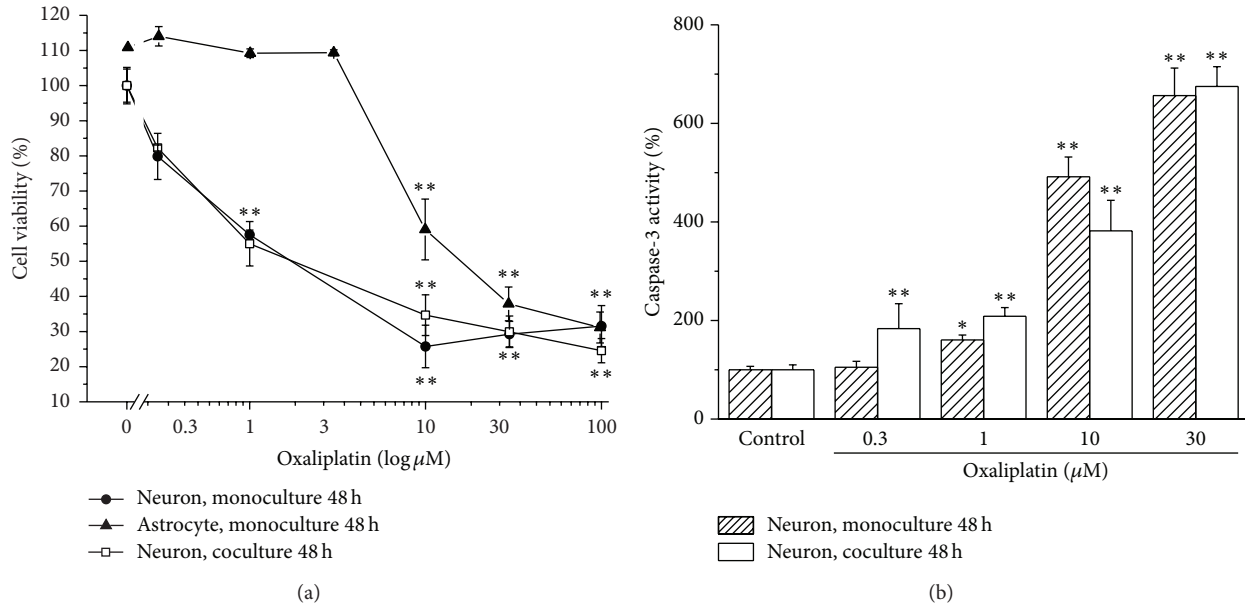 120
110
100
90
80
70
60
50
40
30
20
10
Cell viability (%)
**
**
**
**
**
**
**
**
0 0.3 1 3 10 30 100
Oxaliplatin (log μM)
Neuron, monoculture 48 h
Astrocyte, monoculture 48 h
Neuron, coculture 48 h
(a)
800
600
400
200
0
Caspase-3 activity (%)
**
*
**
**
**
**
**
Control 0.3 1 10 30
Oxaliplatin (μM)
Neuron, monoculture 48 h
Neuron, coculture 48 h
(b)